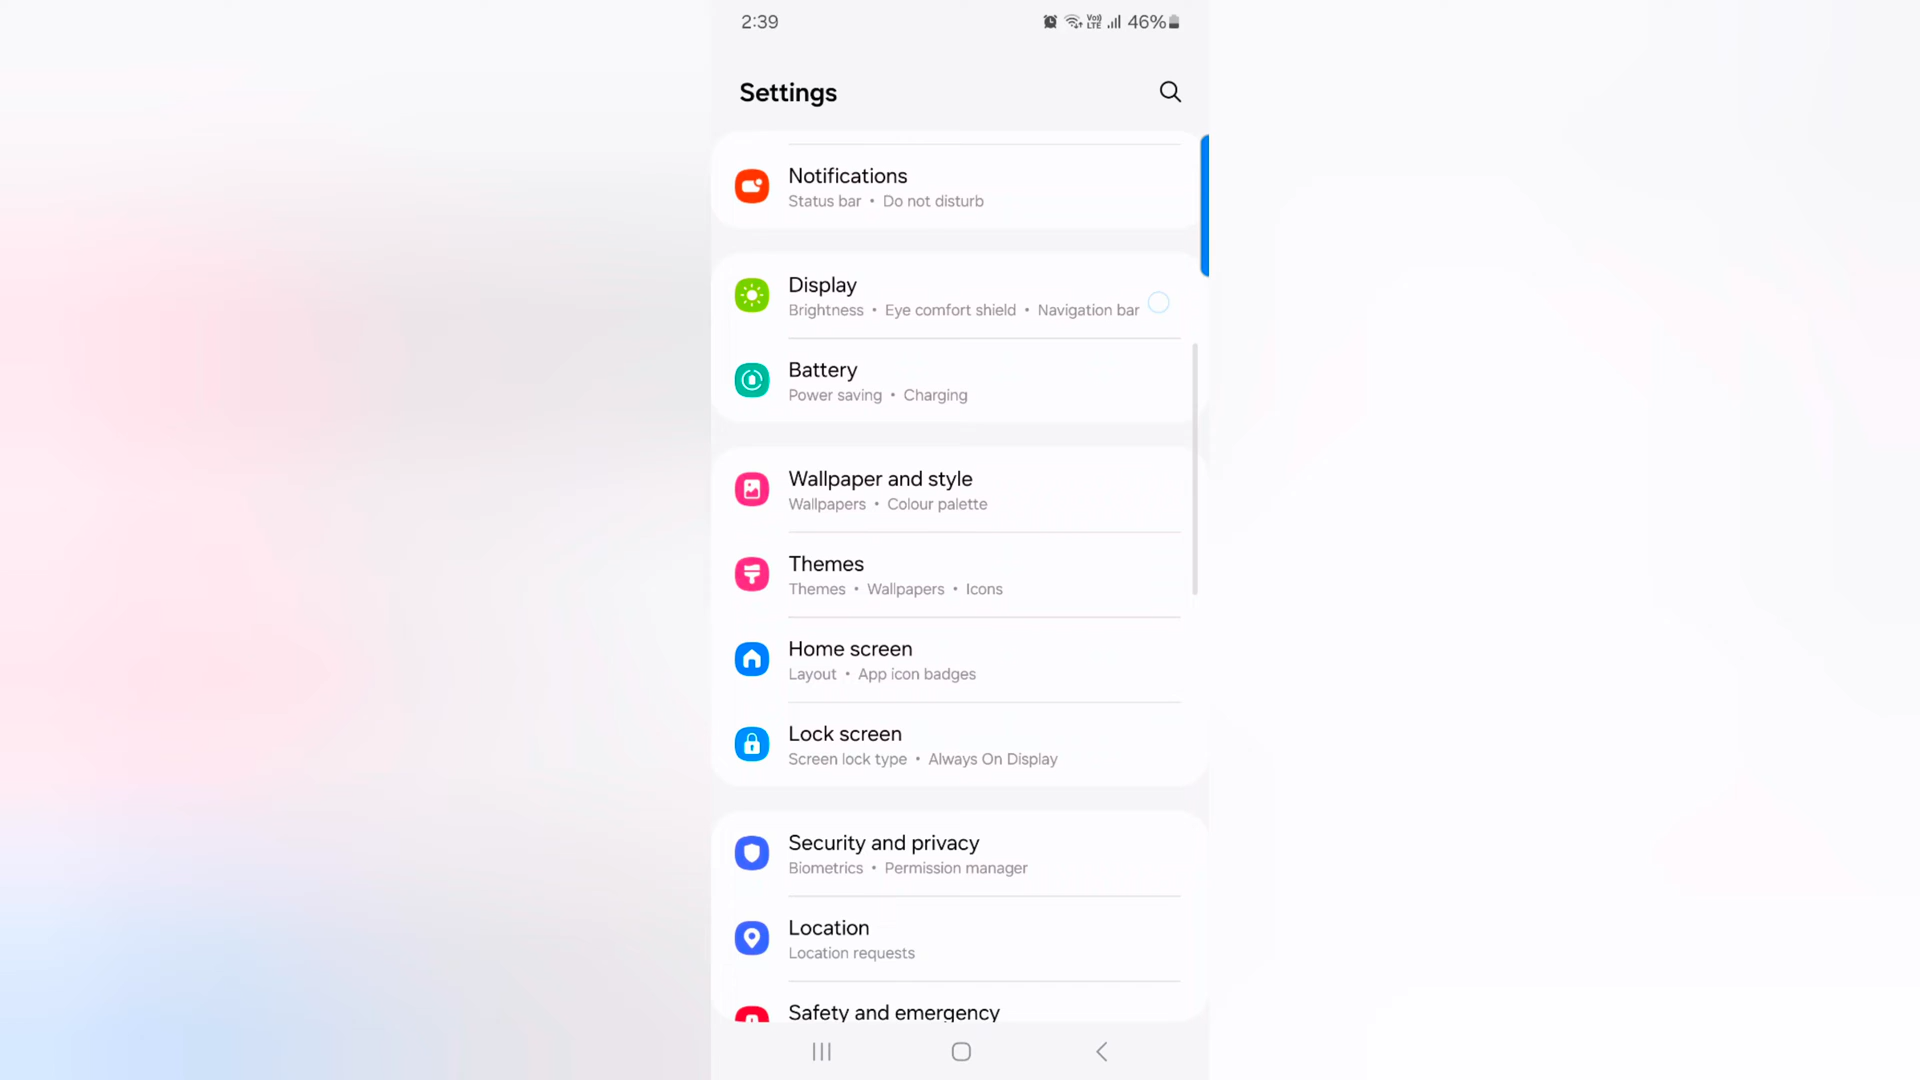 2:39
Vo)) LTE 46%
Settings
Notifications
Status bar • Do not disturb
Display
Brightness • Eye comfort shield • Navigation bar
Battery
Power saving • Charging
Wallpaper and style
Wallpapers • Colour palette
Themes
Themes • Wallpapers • Icons
Home screen
Layout • App icon badges
Lock screen
Screen lock type • Always On Display
Security and privacy
Biometrics • Permission manager
Location
Location requests
Safety and emergency